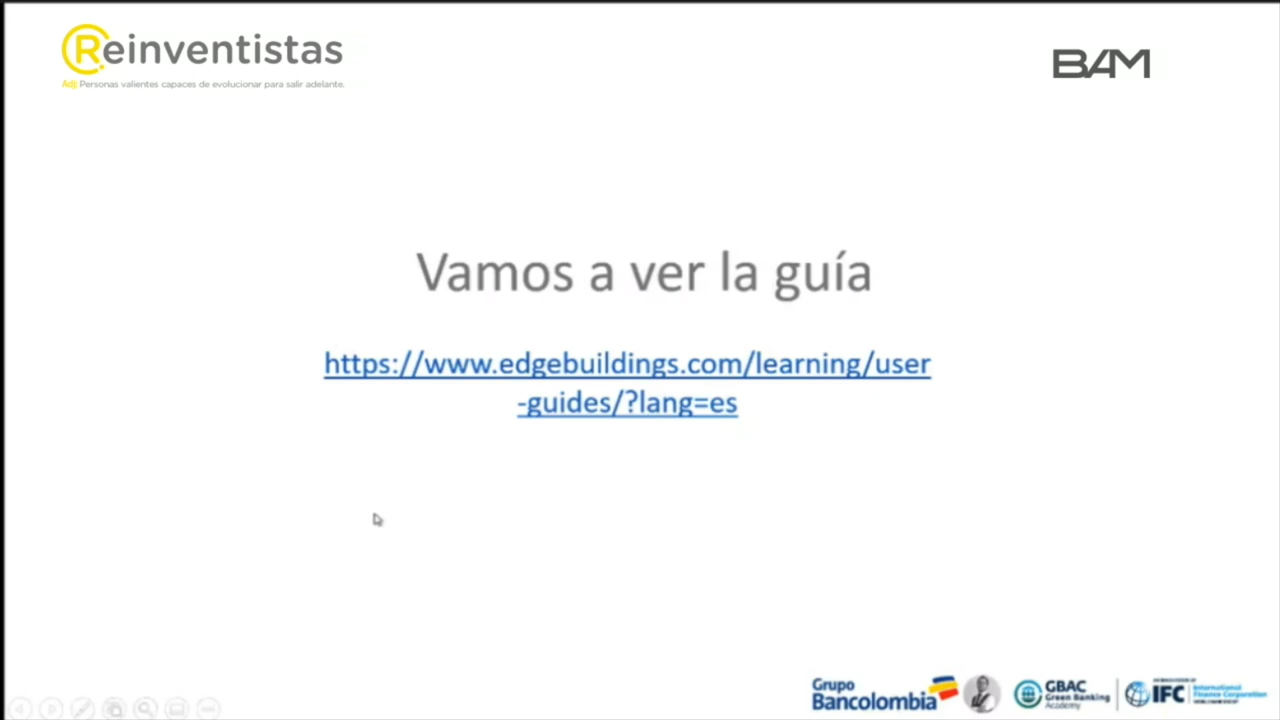 Reinventistas
Adj: Personas valientes capaces de evolucionar para salir adelante.
BAM
Vamos a ver la guía
https://www.edgebuildings.com/learning/user
-guides/?lang=es
Grupo
Bancolombia
GBAC
Green Banking
Academy
IFC
International
Finance Corporation